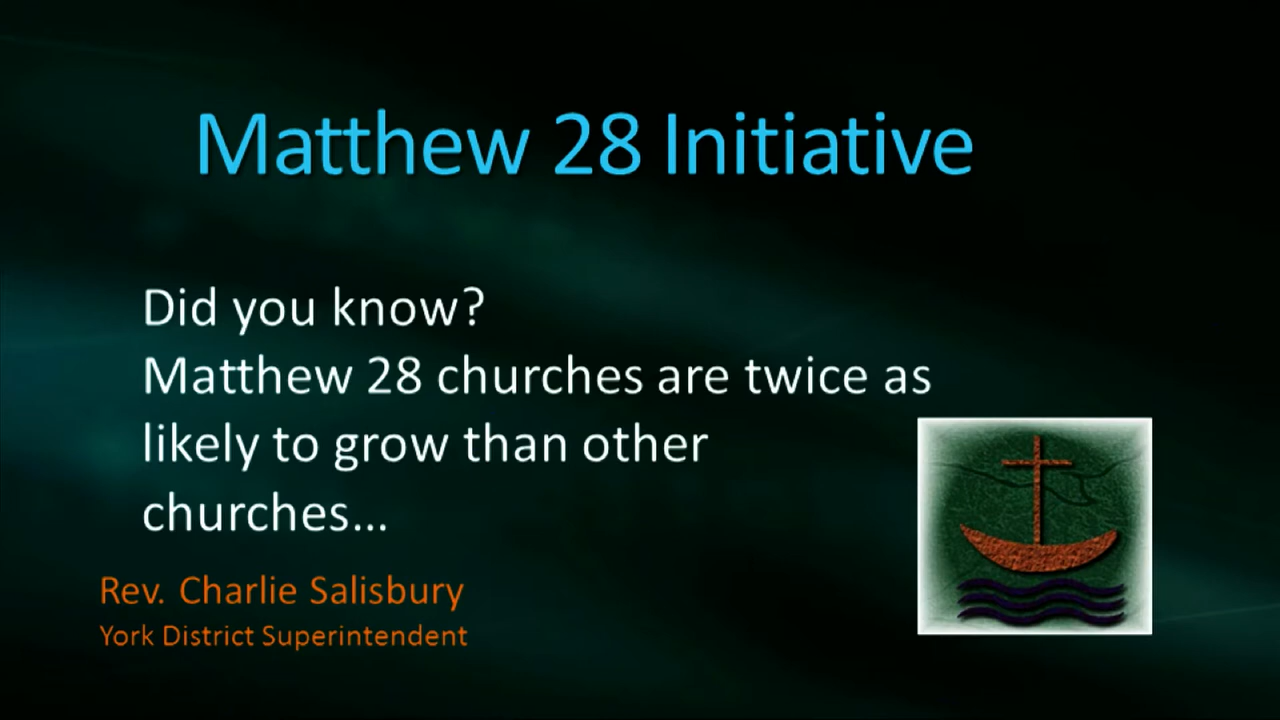 Matthew 28 Initiative
Did you know?
Matthew 28 churches are twice as
likely to grow than other
churches...
Rev. Charlie Salisbury
York District Superintendent